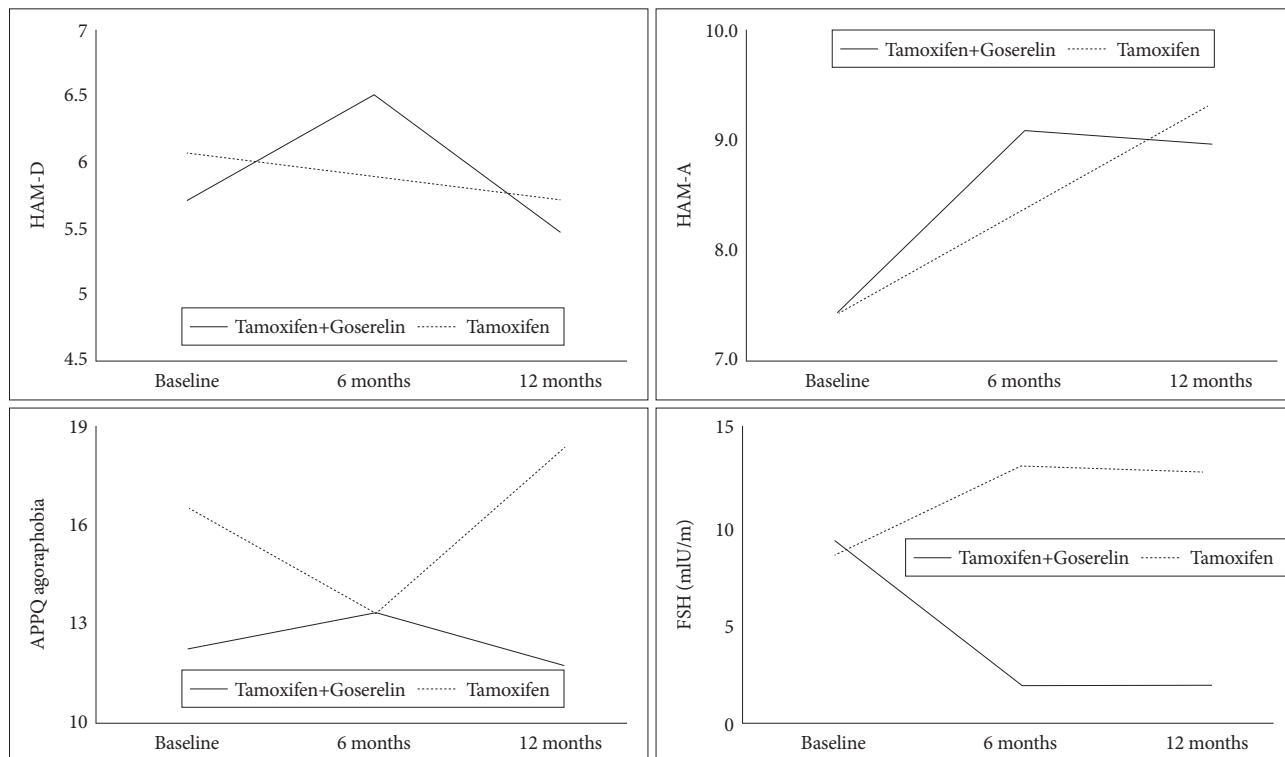 7
6.5
6
5.5
5
4.5
HAM-D
Tamoxifen+Goserelin Tamoxifen
Baseline 6 months 12 months
10.0
9.0
8.0
7.0
HAM-A
Tamoxifen+Goserelin Tamoxifen
Baseline 6 months 12 months
19
16
13
10
APPQ agoraphobia
Tamoxifen+Goserelin Tamoxifen
Baseline 6 months 12 months
15
10
5
0
FSH (mlU/m)
Tamoxifen+Goserelin Tamoxifen
Baseline 6 months 12 months